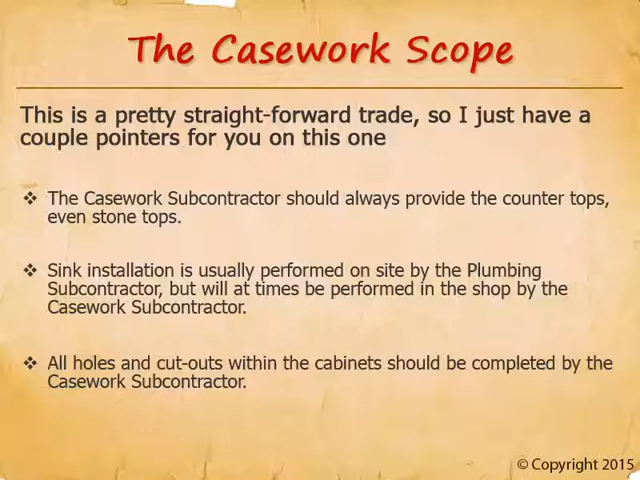 The Casework Scope
This is a pretty straight-forward trade, so I just have a
couple pointers for you on this one
❖ The Casework Subcontractor should always provide the counter tops,
even stone tops.
❖ Sink installation is usually performed on site by the Plumbing
Subcontractor, but will at times be performed in the shop by the
Casework Subcontractor.
❖ All holes and cut-outs within the cabinets should be completed by the
Casework Subcontractor.
© Copyright 2015